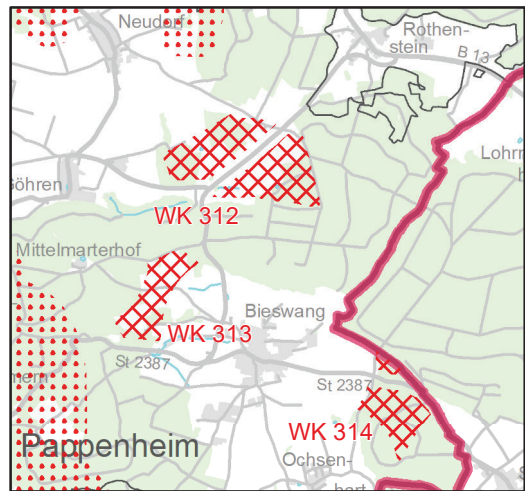 Neudorf
Rothen-
stein
B 13
Lohrm
h
Göhren
WK 312
Mittelmarterhof
Bieswang
WK 313
St 2387
St 2387
WK 314
Pappenheim
Ochsen-
hart